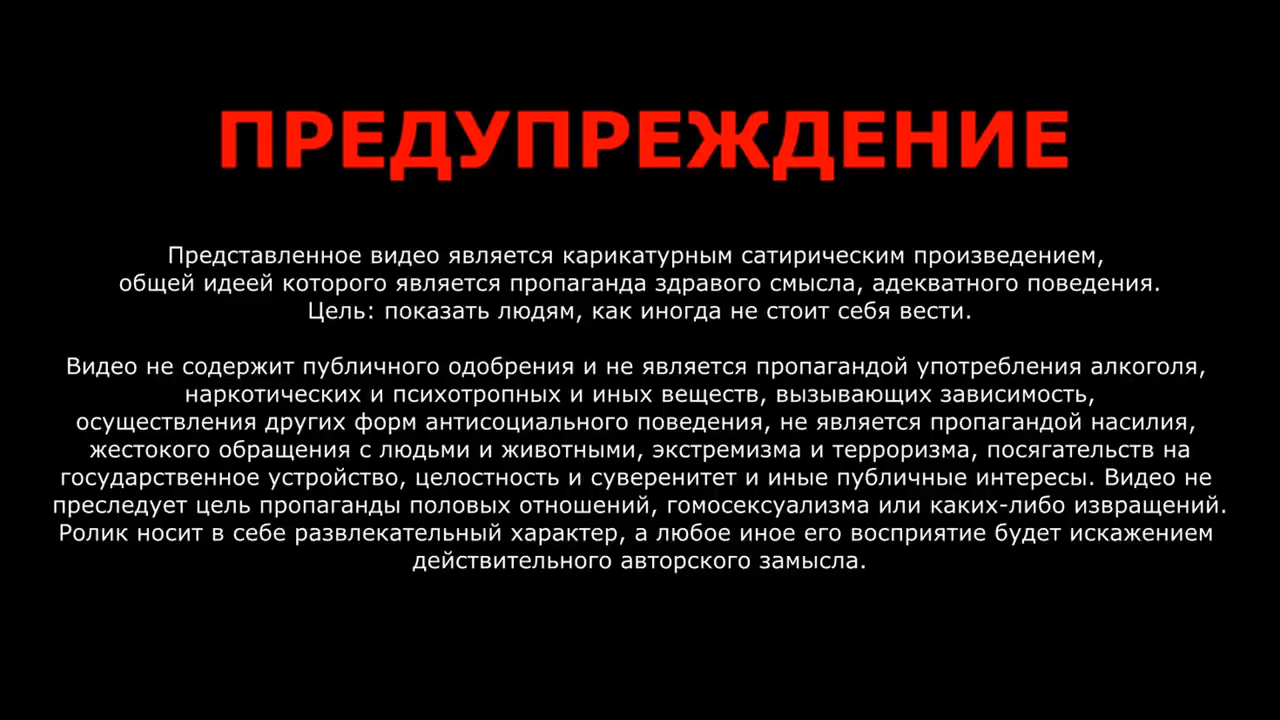 ПРЕДУПРЕЖДЕНИЕ
Представленное видео является карикатурным сатирическим произведением,
общей идеей которого является пропаганда здравого смысла, адекватного поведения.
Цель: показать людям, как иногда не стоит себя вести.
Видео не содержит публичного одобрения и не является пропагандой употребления алкоголя,
наркотических и психотропных и иных веществ, вызывающих зависимость,
осуществления других форм антисоциального поведения, не является пропагандой насилия,
жестокого обращения с людьми и животными, экстремизма и терроризма, посягательств на
государственное устройство, целостность и суверенитет и иные публичные интересы. Видео не
преследует цель пропаганды половых отношений, гомосексуализма или каких-либо извращений.
Ролик носит в себе развлекательный характер, а любое иное его восприятие будет искажением
действительного авторского замысла.